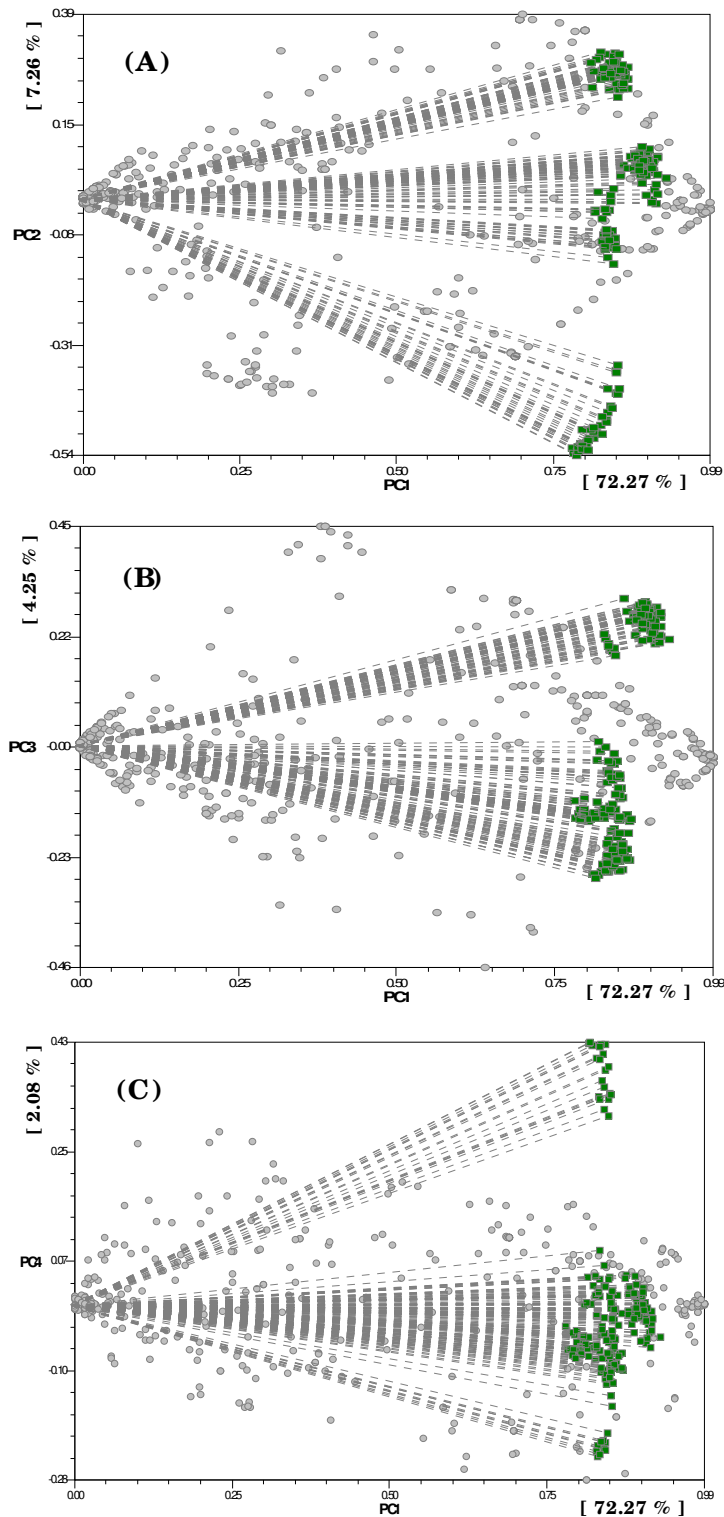 0.39
[ 7.26 % ]
(A)
0.15
PC2
-0.08
-0.31
-0.54
0.00
0.25
0.50
0.75
0.99
PC1
[ 72.27 % ]
0.45
[ 4.25 % ]
(B)
0.22
PC3
-0.00
-0.23
-0.46
0.00
0.25
0.50
0.75
0.99
PC1
[ 72.27 % ]
0.43
[ 2.08 % ]
(C)
0.25
PC4
0.07
-0.10
-0.28
0.00
0.25
0.50
0.75
0.99
PC1
[ 72.27 % ]